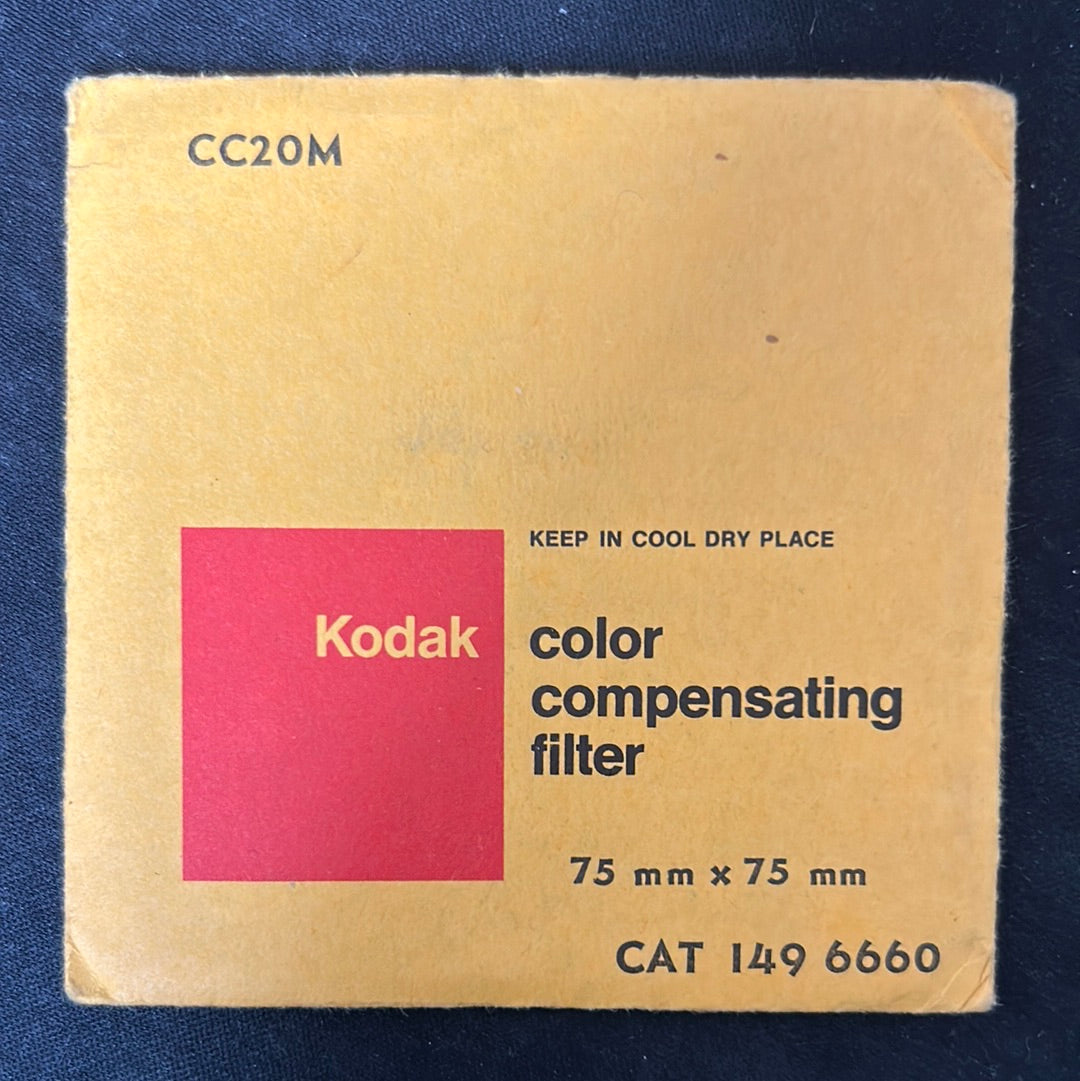 CC20M
KEEP IN COOL DRY PLACE
Kodak
color
compensating
filter
75 mm x 75 mm
CAT 149 6660